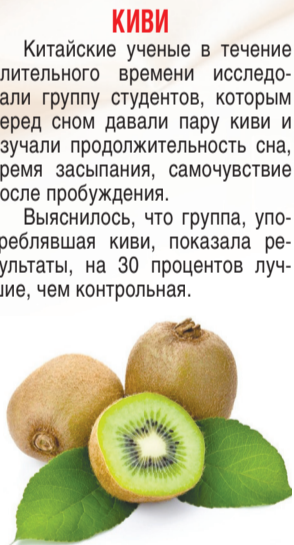 КИВИ
Китайские ученые в течение
лительного времени исследо-
али группу студентов, которым
еред сном давали пару киви и
зучали продолжительность сна,
ремя засыпания, самочувствие
осле пробуждения.
Выяснилось, что группа, упо-
реблявшая киви, показала ре-
ультаты, на 30 процентов луч-
шие, чем контрольная.